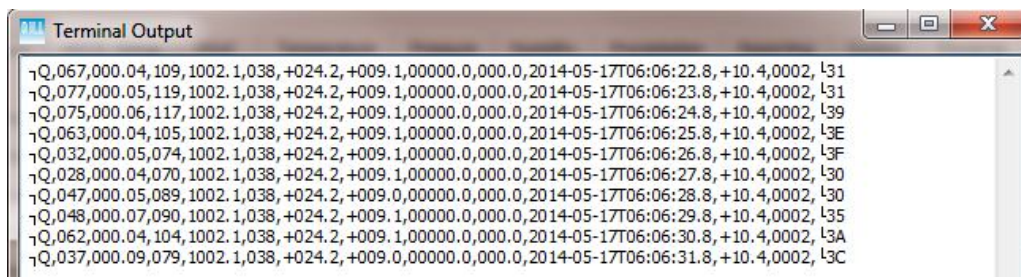 Terminal Output
┐Q,067,000.04,109,1002.1,038,+024.2,+009.1,00000.0,000.0,2014-05-17T06:06:22.8,+10.4,0002,└31
┐Q,077,000.05,119,1002.1,038,+024.2,+009.1,00000.0,000.0,2014-05-17T06:06:23.8,+10.4,0002,└31
┐Q,075,000.06,117,1002.1,038,+024.2,+009.1,00000.0,000.0,2014-05-17T06:06:24.8,+10.4,0002,└39
┐Q,063,000.04,105,1002.1,038,+024.2,+009.1,00000.0,000.0,2014-05-17T06:06:25.8,+10.4,0002,└3E
┐Q,032,000.05,074,1002.1,038,+024.2,+009.1,00000.0,000.0,2014-05-17T06:06:26.8,+10.4,0002,└3F
┐Q,028,000.04,070,1002.1,038,+024.2,+009.1,00000.0,000.0,2014-05-17T06:06:27.8,+10.4,0002,└30
┐Q,047,000.05,089,1002.1,038,+024.2,+009.0,00000.0,000.0,2014-05-17T06:06:28.8,+10.4,0002,└30
┐Q,048,000.07,090,1002.1,038,+024.2,+009.1,00000.0,000.0,2014-05-17T06:06:29.8,+10.4,0002,└35
┐Q,062,000.04,104,1002.1,038,+024.2,+009.1,00000.0,000.0,2014-05-17T06:06:30.8,+10.4,0002,└3A
┐Q,037,000.09,079,1002.1,038,+024.2,+009.0,00000.0,000.0,2014-05-17T06:06:31.8,+10.4,0002,└3C